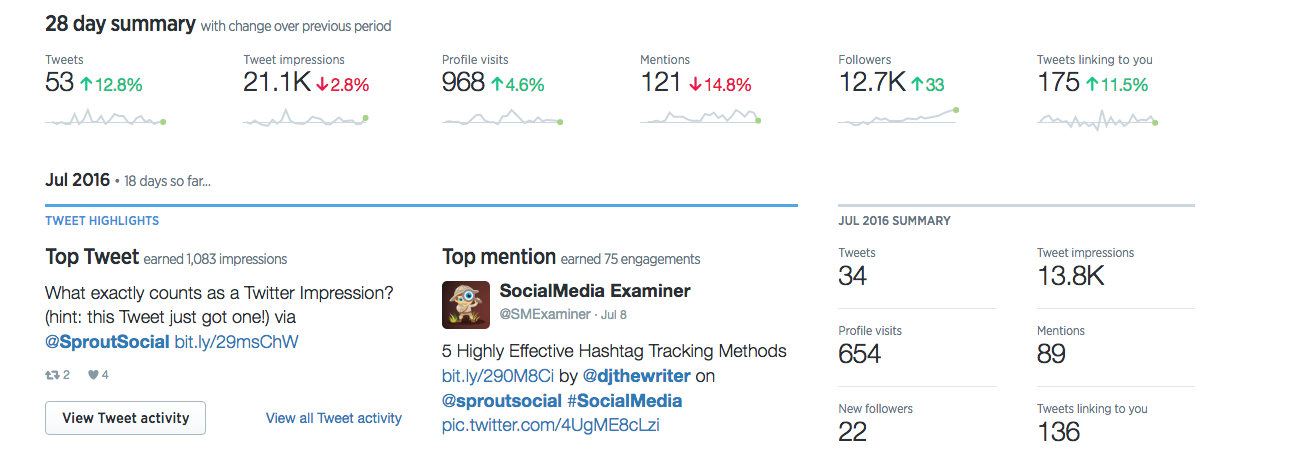 28 day summary with change over previous period
Tweets
53 ↑12.8%
Tweet impressions
21.1K ↓2.8%
Profile visits
968 ↑4.6%
Mentions
121 ↓14.8%
Followers
12.7K ↑33
Tweets linking to you
175 ↑11.5%
Jul 2016 • 18 days so far...
TWEET HIGHLIGHTS
Top Tweet earned 1,083 impressions
What exactly counts as a Twitter Impression?
(hint: this Tweet just got one!) via
@SproutSocial bit.ly/29msChW
2 4
View Tweet activity
View all Tweet activity
Top mention earned 75 engagements
SocialMedia Examiner
@SMExaminer · Jul 8
5 Highly Effective Hashtag Tracking Methods
bit.ly/290M8Ci by @djthewriter on
@sproutsocial #SocialMedia
pic.twitter.com/4UgME8cLzi
JUL 2016 SUMMARY
Tweets
34
Tweet impressions
13.8K
Profile visits
654
Mentions
89
New followers
22
Tweets linking to you
136